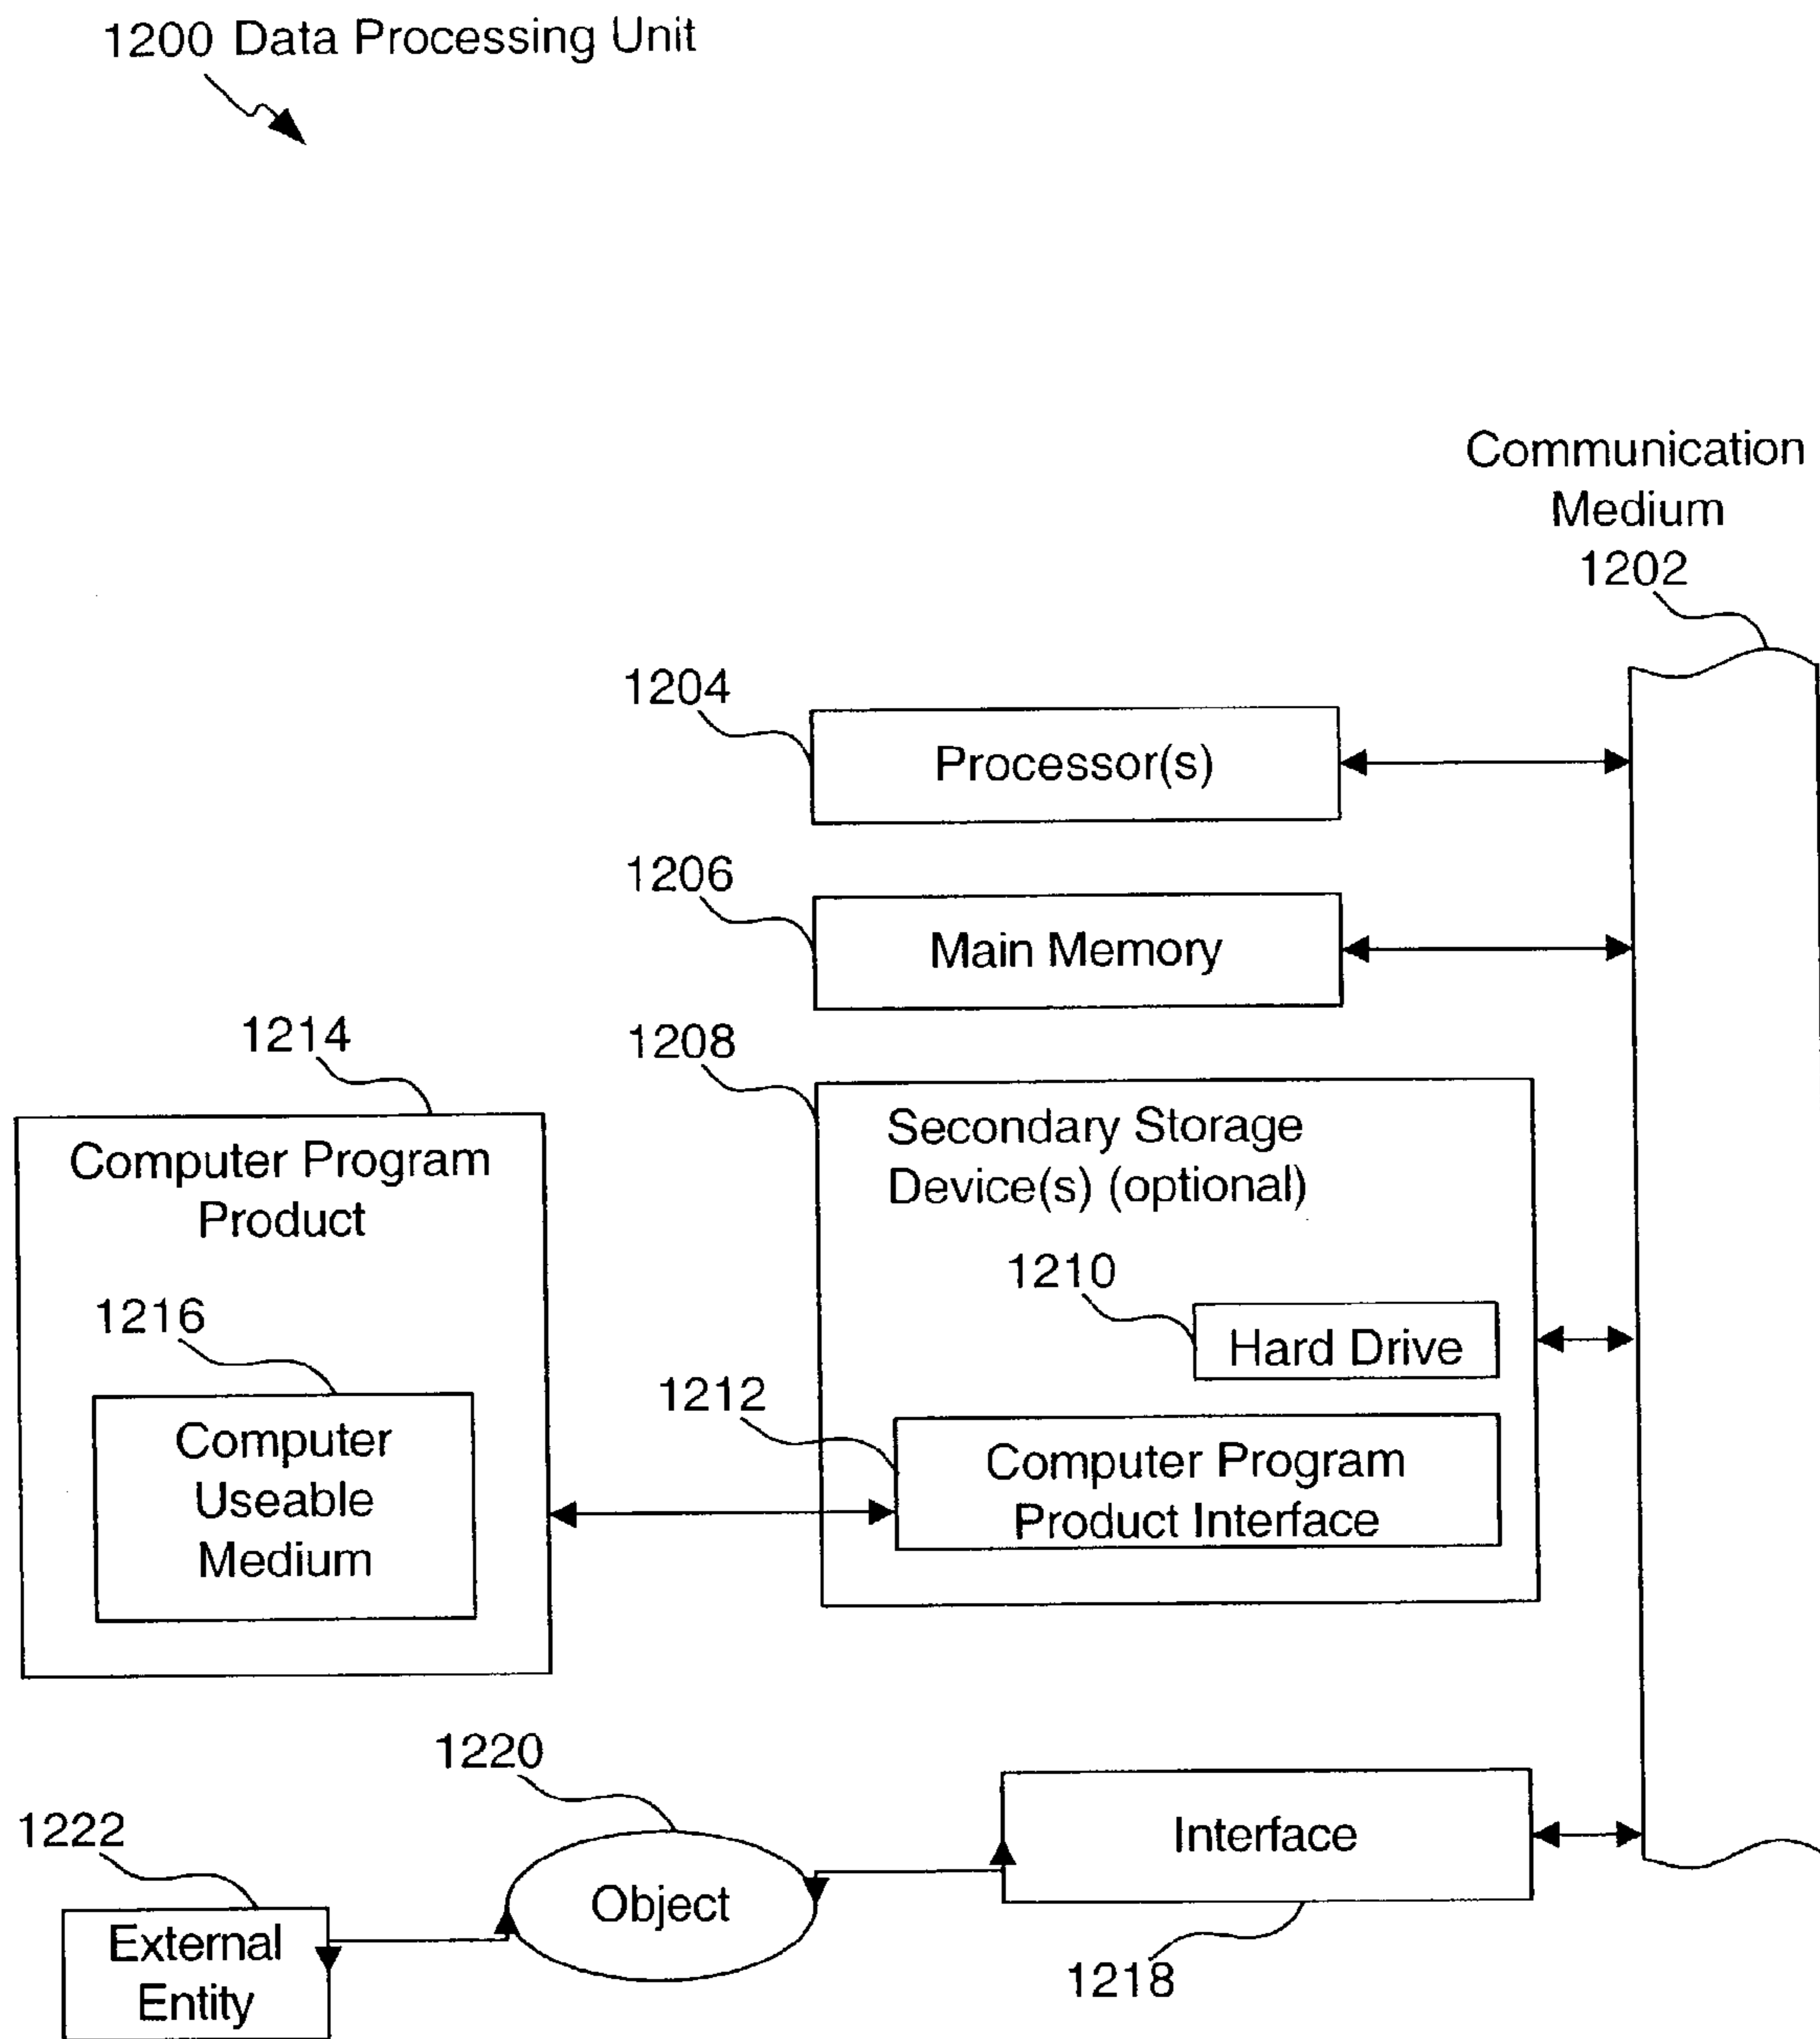 1200 Data Processing Unit
Communication
Medium
1202
1204
Processor(s)
1206
Main Memory
1214
1208
Computer Program
Product
Secondary Storage
Device(s) (optional)
1210
Hard Drive
1216
Computer
Useable
Medium
1212
Computer Program
Product Interface
1220
Interface
1222
Object
External
Entity
1218